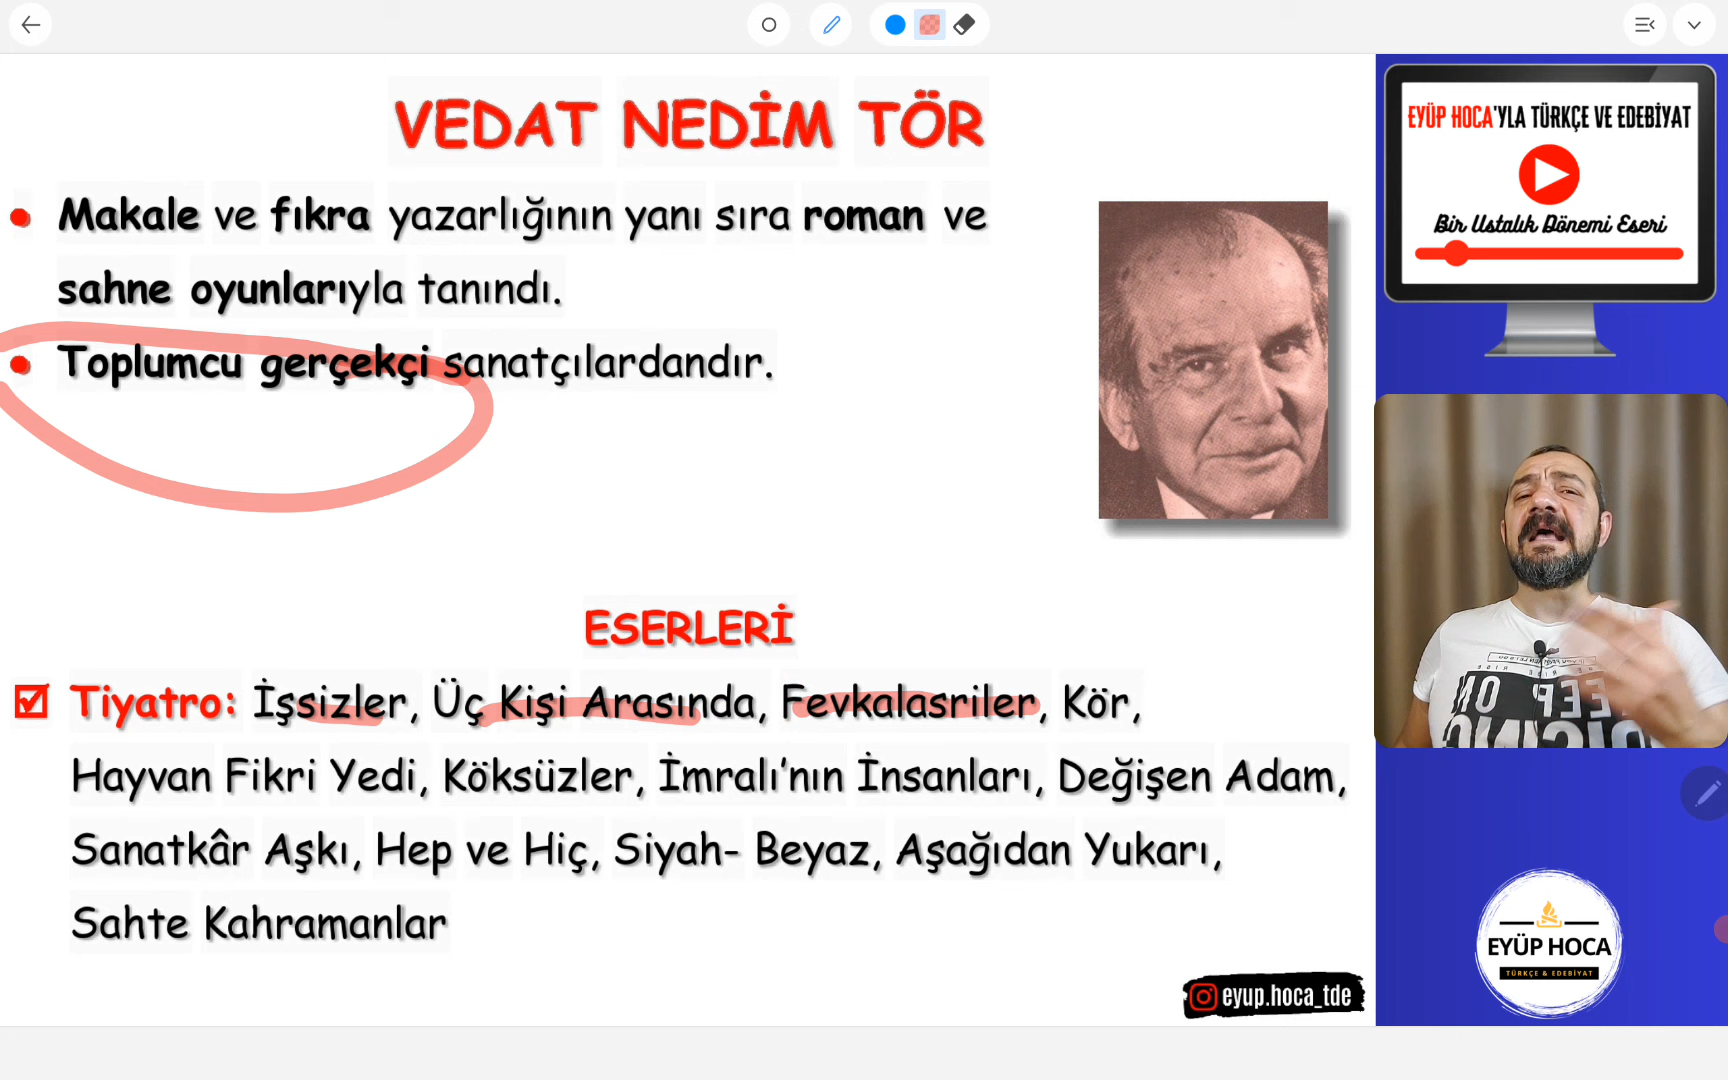 VEDAT NEDİM TÖR
Makale ve fıkra yazarlığının yanı sıra roman ve
sahne oyunlarıyla tanındı.
Toplumcu gerçekçi sanatçılardandır.
ESERLERİ
Tiyatro: İşsizler, Üç Kişi Arasında, Fevkalasriler, Kör,
Hayvan Fikri Yedi, Köksüzler, İmralı'nın İnsanları, Değişen Adam,
Sanatkâr Aşkı, Hep ve Hiç, Siyah- Beyaz, Aşağıdan Yukarı,
Sahte Kahramanlar
eyup.hoca_tde
EYÜP HOCA'YLA TÜRKÇE VE EDEBİYAT
Bir Ustalık Dönemi Eseri
EYÜP HOCA
TÜRKÇE & EDEBİYAT